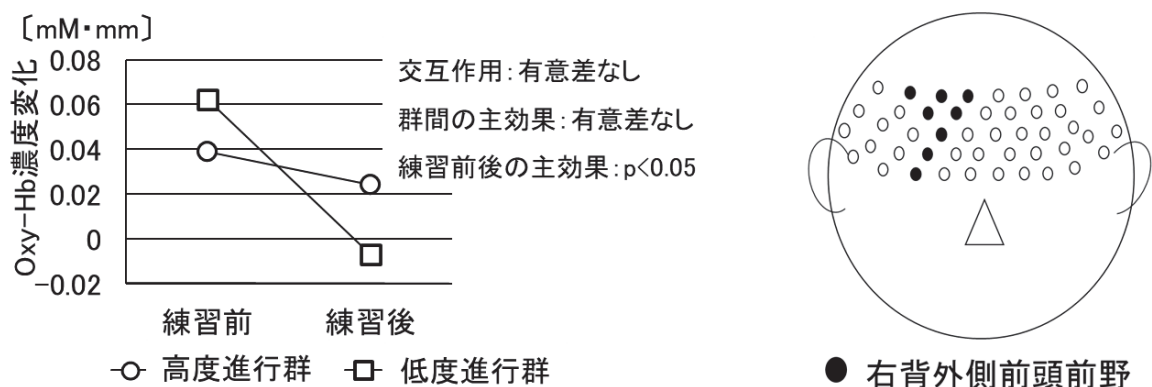 〔mM・mm〕
Oxy-Hb濃度変化
0.08
0.06
0.04
0.02
0
-0.02
交互作用:有意差なし
群間の主効果:有意差なし
練習前後の主効果:p<0.05
練習前 練習後
高度進行群 低度進行群
右背外側前頭前野